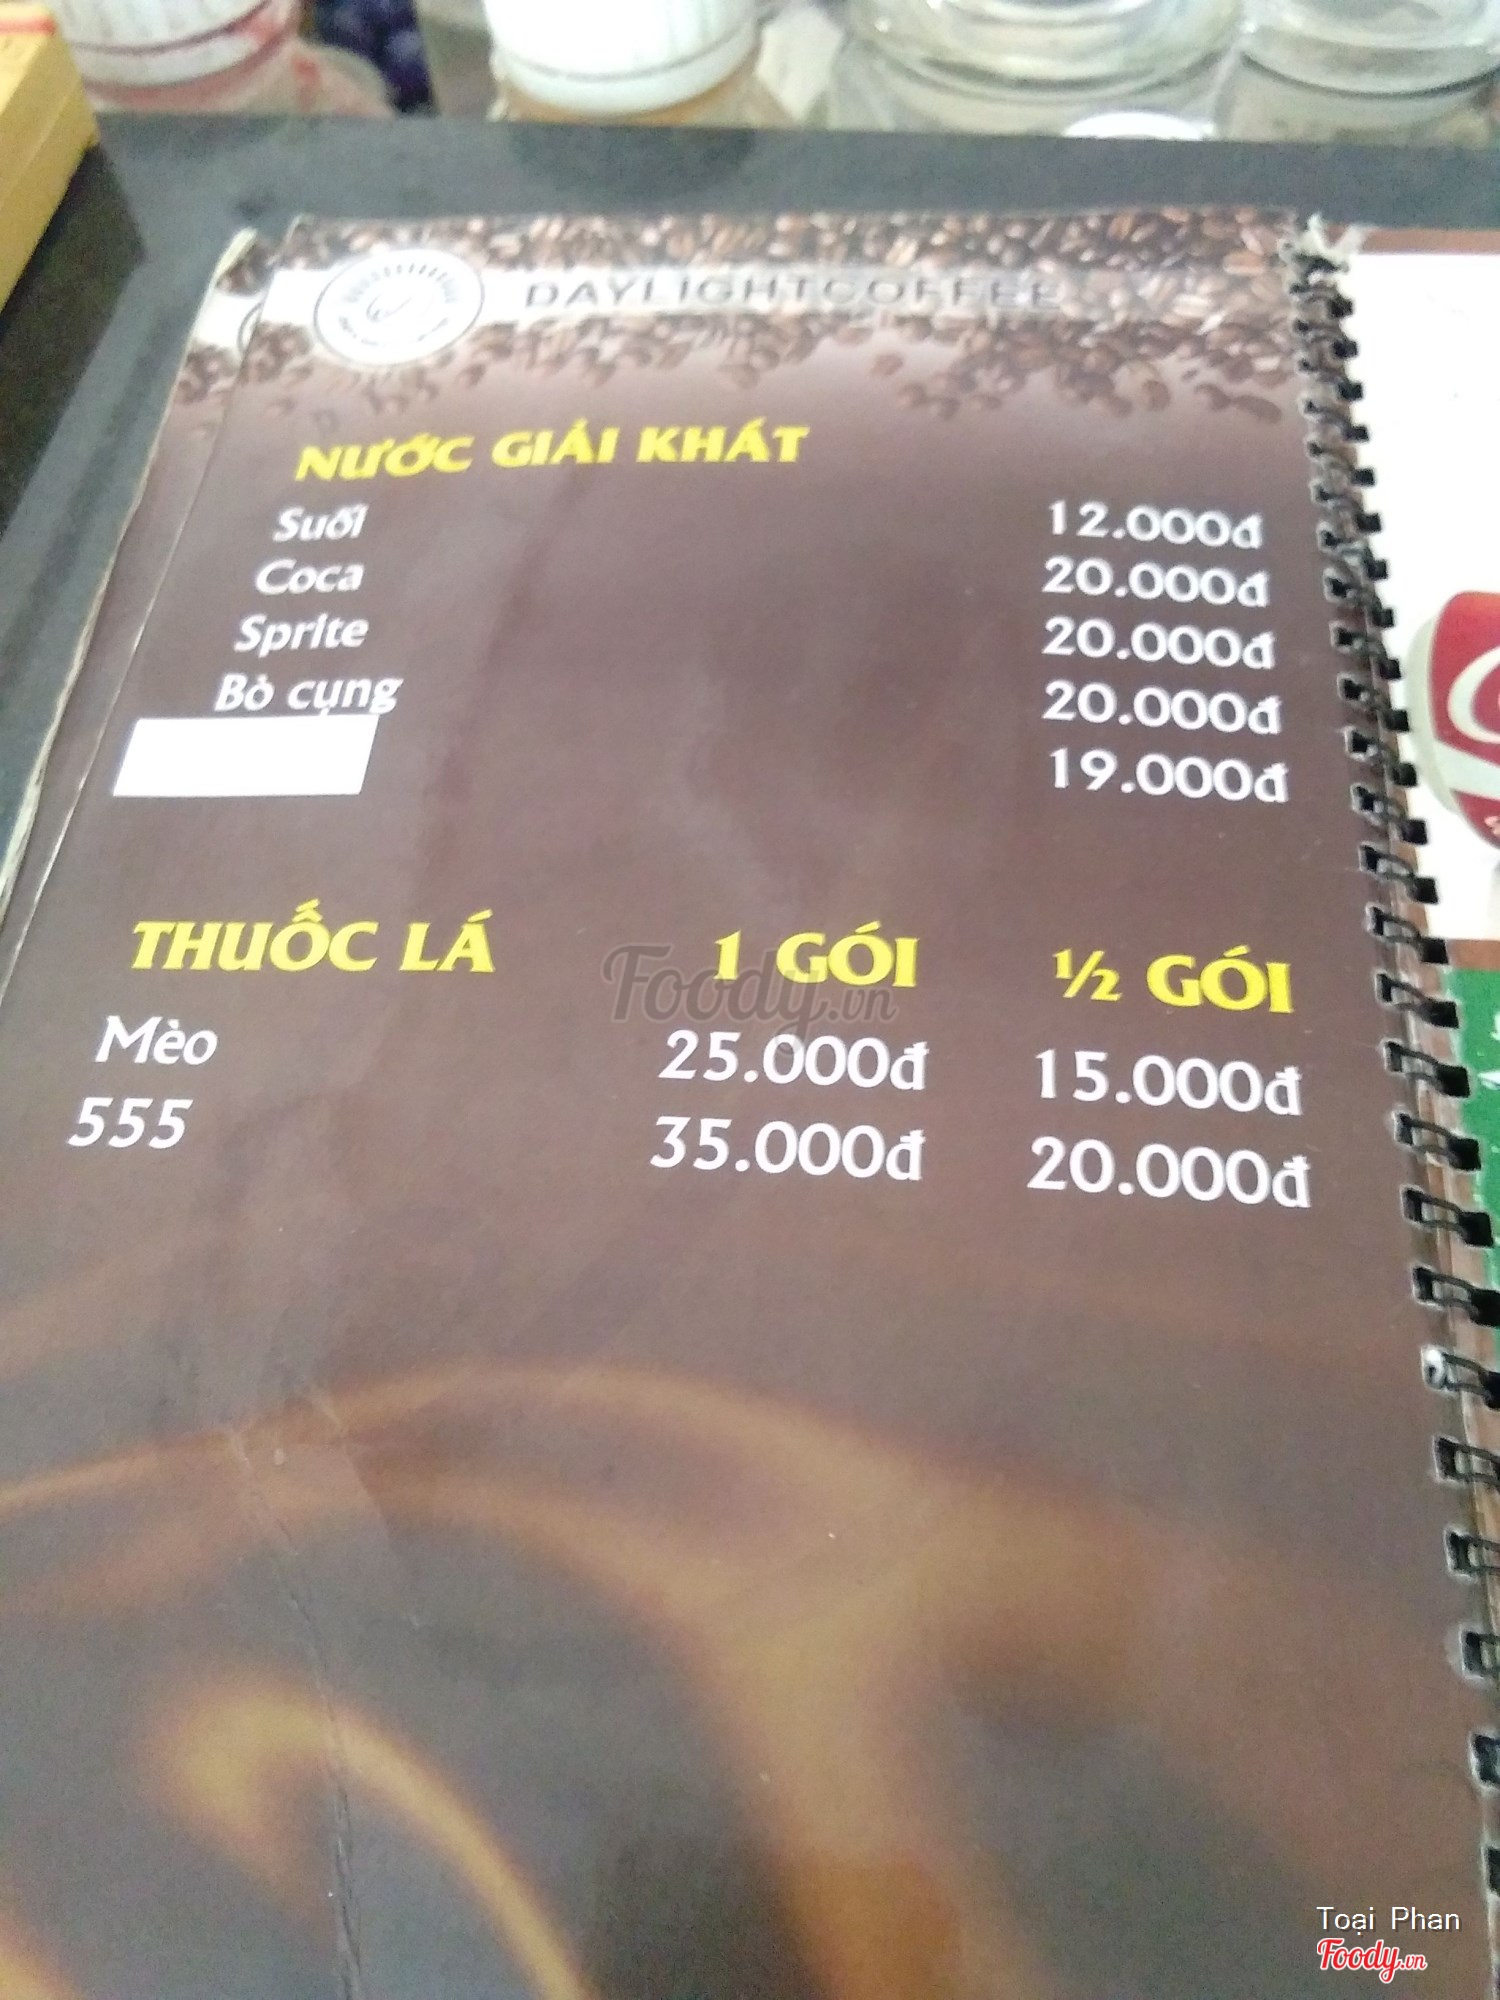 DAYLIGHTCOFFEE
NƯỚC GIẢI KHÁT
Suối 12.000đ
Coca 20.000đ
Sprite 20.000đ
Bò cụng 20.000đ
19.000đ
THUỐC LÁ 1 GÓI ½ GÓI
Mèo 25.000đ 15.000đ
555 35.000đ 20.000đ
Foody.vn
Toại Phan
Foody.vn